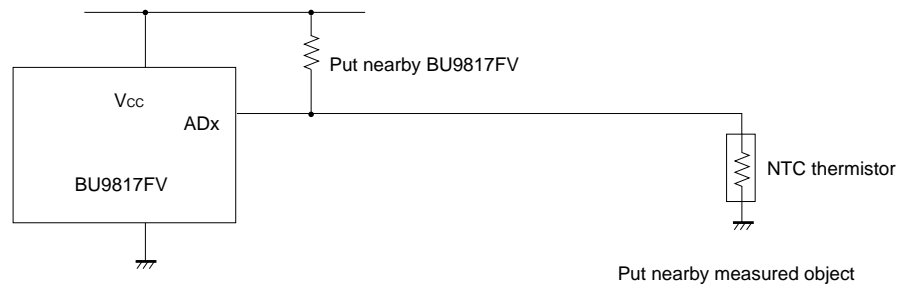 Put nearby BU9817FV
VCC
ADx
BU9817FV
NTC thermistor
Put nearby measured object